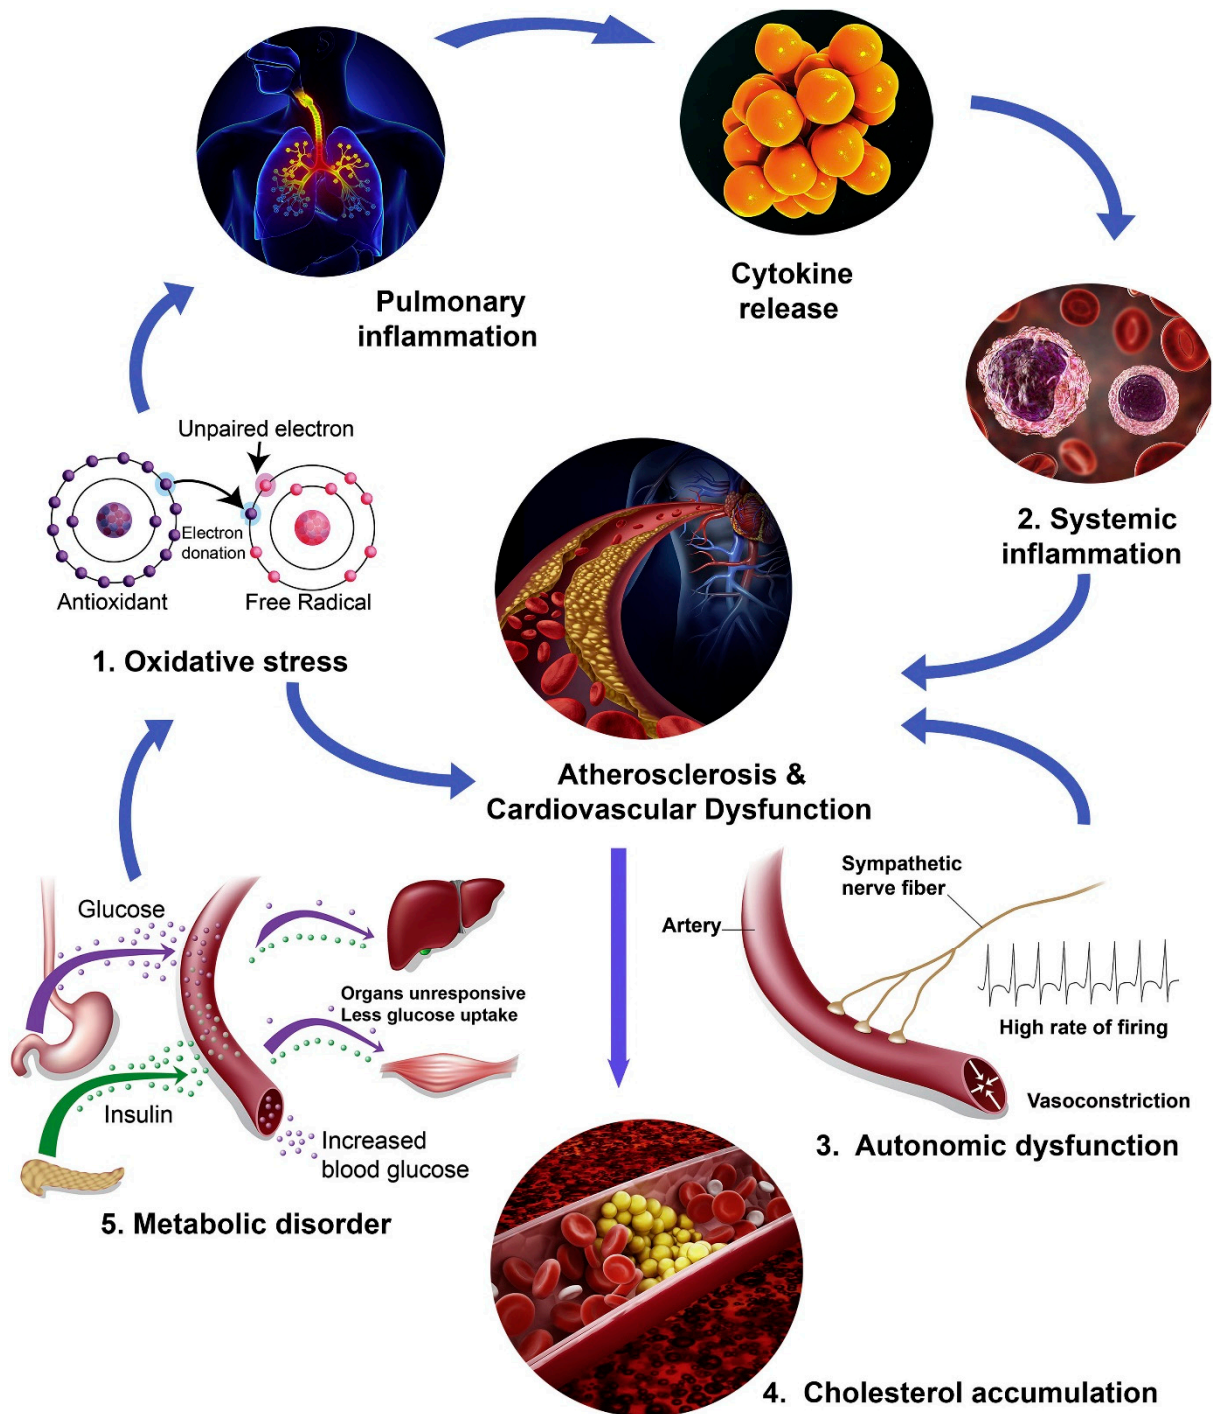 Pulmonary
inflammation
Cytokine
release
2. Systemic
inflammation
Unpaired electron
Electron
donation
Antioxidant
Free Radical
1. Oxidative stress
Atherosclerosis &
Cardiovascular Dysfunction
Glucose
Organs unresponsive
Less glucose uptake
Insulin
Increased
blood glucose
5. Metabolic disorder
Sympathetic
nerve fiber
Artery
High rate of firing
Vasoconstriction
3. Autonomic dysfunction
4. Cholesterol accumulation